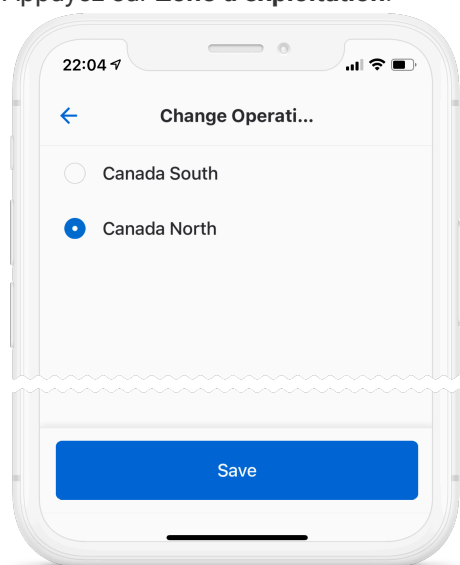 Appuyez sur Zone d'exploitation.
22:04
Change Operati...
Canada South
Canada North
Save